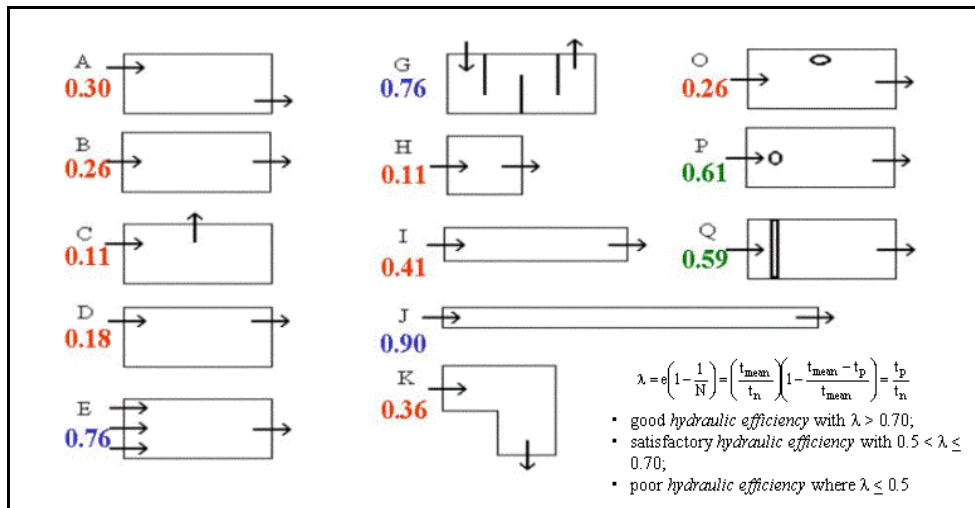 A
0.30
B
0.26
C
0.11
D
0.18
E
0.76
G
0.76
H
0.11
I
0.41
J
0.90
K
0.36
O
0.26
P
0.61
Q
0.59
λ = e(1 − 1/N) = (t_mean/t_n)(1 − (t_mean − t_p)/t_mean) = t_p/t_n
• good hydraulic efficiency with λ > 0.70;
• satisfactory hydraulic efficiency with 0.5 < λ ≤
0.70;
• poor hydraulic efficiency where λ ≤ 0.5